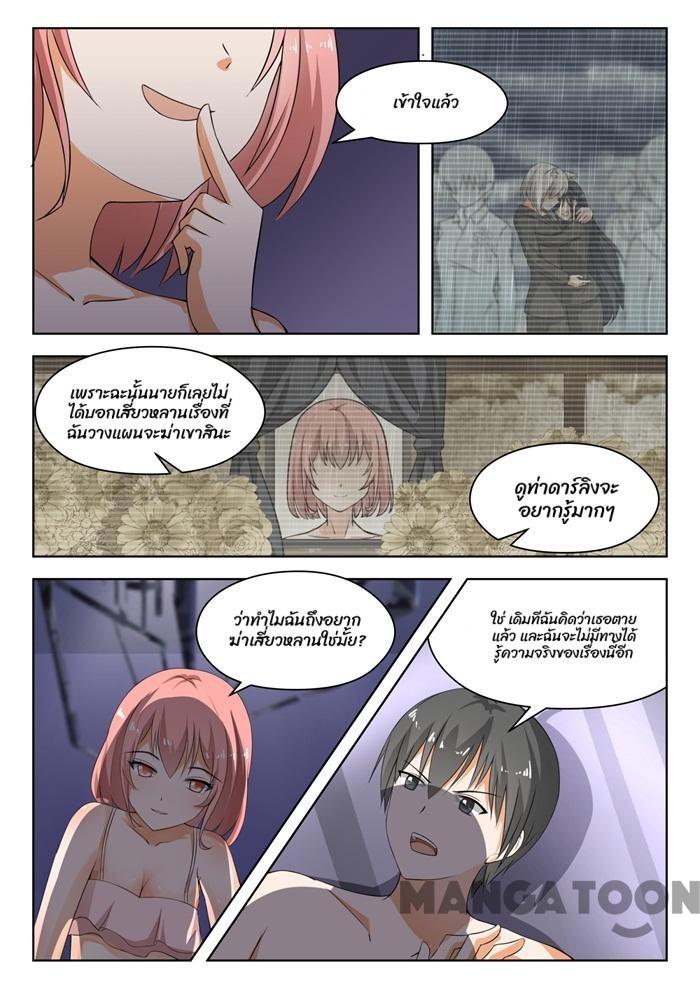 เข้าใจแล้ว
เพราะฉะนั้นนายก็เลยไม่
ได้บอกเสี่ยวหลานเรื่องที่
ฉันวางแผนจะฆ่าเขาสินะ
ดูท่าดาร์ลิงจะ
อยากรู้มากๆ
ว่าทำไมฉันถึงอยาก
ฆ่าเสี่ยวหลานใช่มั้ย?
ใช่ เดิมทีฉันคิดว่าเธอตาย
แล้ว และฉันจะไม่มีทางได้
รู้ความจริงของเรื่องนี้อีก
MANGATOON